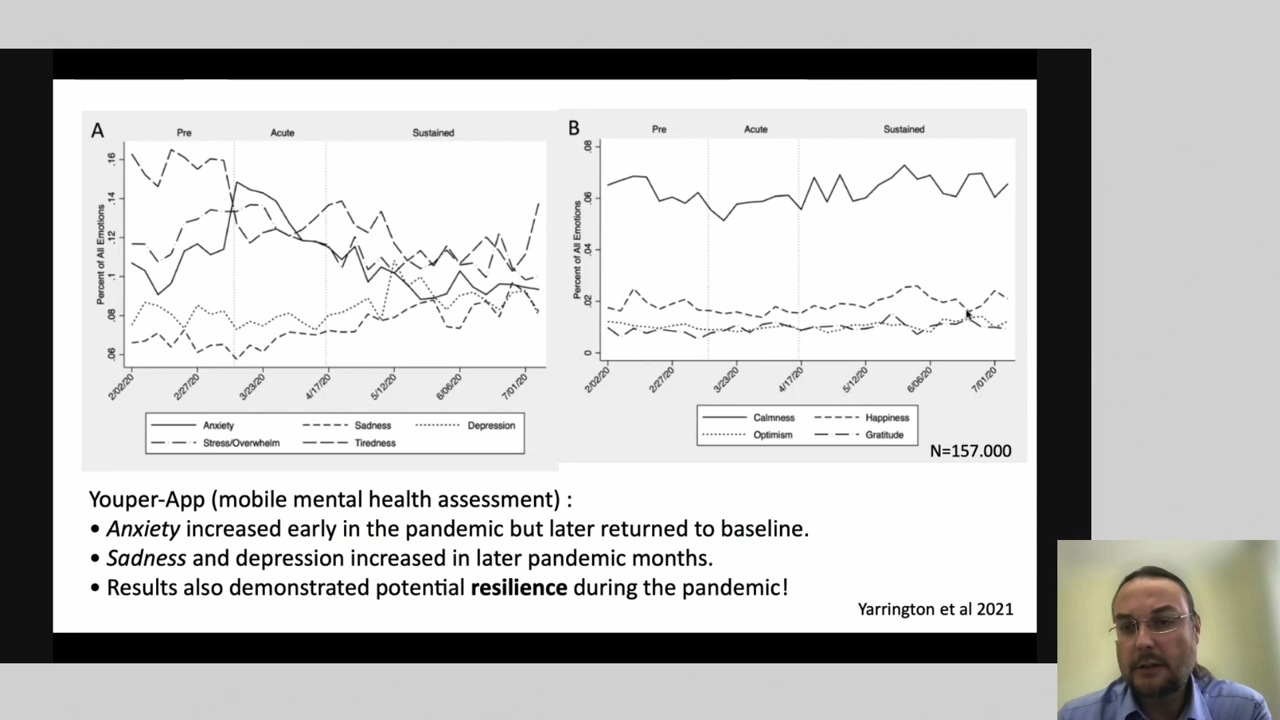 A
Pre
Acute
Sustained
Percent of All Emotions
.16
.14
.12
.1
.08
.06
2/02/20
2/27/20
3/23/20
4/17/20
5/12/20
6/06/20
7/01/20
Anxiety
Sadness
Depression
Stress/Overwhelm
Tiredness
B
Pre
Acute
Sustained
Percent of All Emotions
.08
.06
.04
.02
0
2/02/20
2/27/20
3/23/20
4/17/20
5/12/20
6/06/20
7/01/20
Calmness
Happiness
Optimism
Gratitude
N=157.000
Youper-App (mobile mental health assessment) :
• Anxiety increased early in the pandemic but later returned to baseline.
• Sadness and depression increased in later pandemic months.
• Results also demonstrated potential resilience during the pandemic!
Yarrington et al 2021